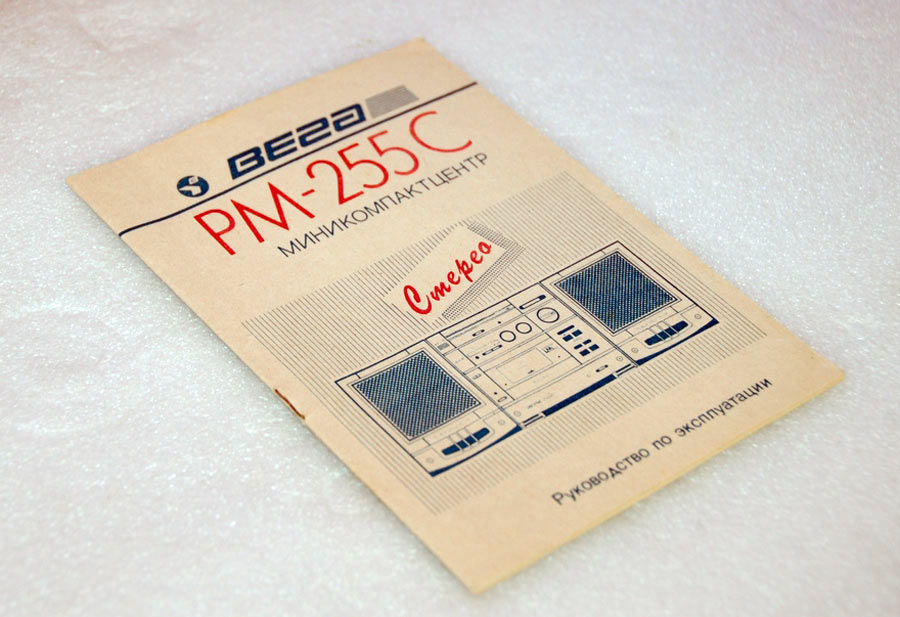 Вега
РМ-255С
МИНИКОМПАКТЦЕНТР
Стерео
Руководство по эксплуатации